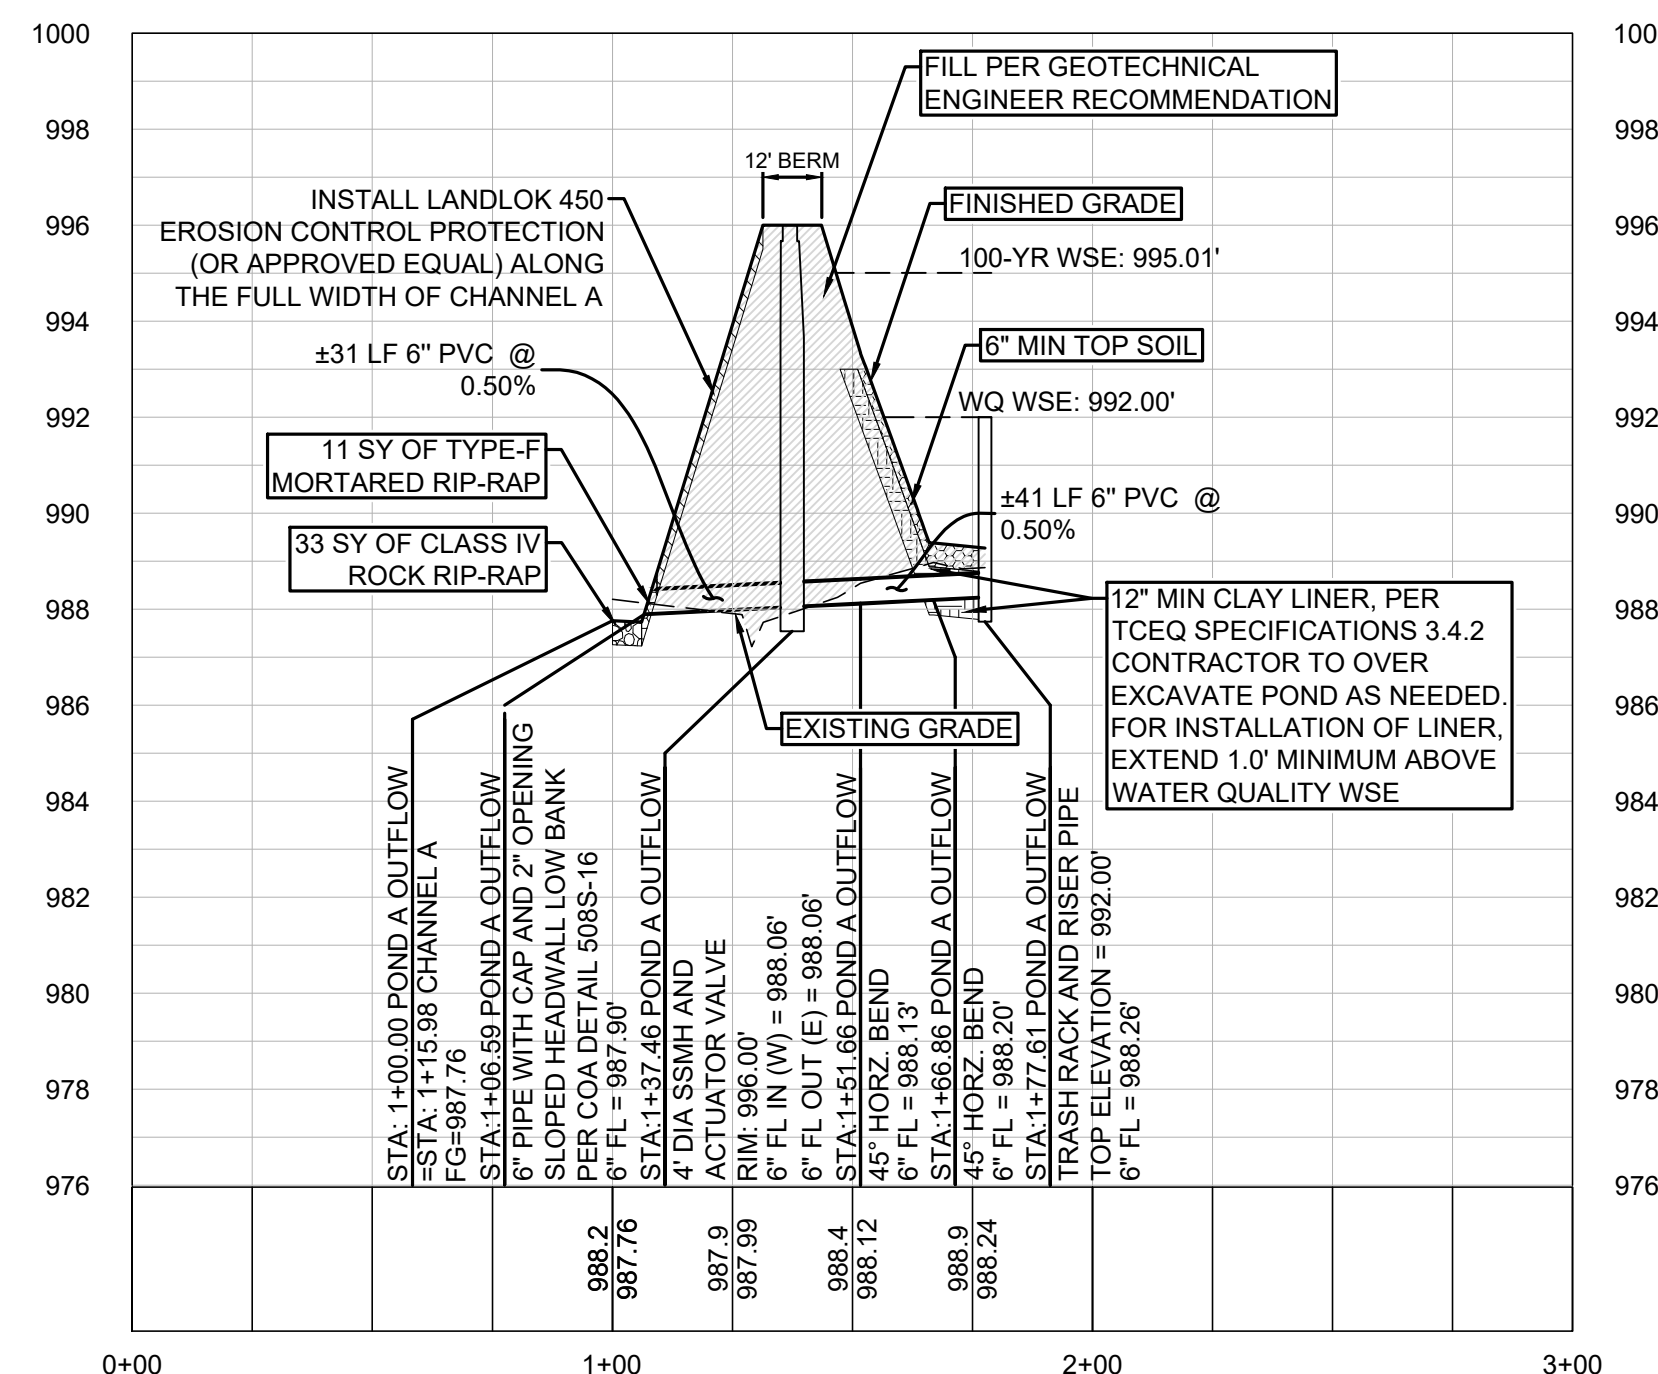 1000
998
996
994
992
990
988
986
984
982
980
978
976
100
998
996
994
992
990
988
986
984
982
980
978
976
FILL PER GEOTECHNICAL
ENGINEER RECOMMENDATION
12' BERM
INSTALL LANDLOK 450
EROSION CONTROL PROTECTION
(OR APPROVED EQUAL) ALONG
THE FULL WIDTH OF CHANNEL A
FINISHED GRADE
100-YR WSE: 995.01'
±31 LF 6" PVC @
0.50%
6" MIN TOP SOIL
WQ WSE: 992.00'
11 SY OF TYPE-F
MORTARED RIP-RAP
±41 LF 6" PVC @
0.50%
33 SY OF CLASS IV
ROCK RIP-RAP
12" MIN CLAY LINER, PER
TCEQ SPECIFICATIONS 3.4.2
CONTRACTOR TO OVER
EXCAVATE POND AS NEEDED.
FOR INSTALLATION OF LINER,
EXTEND 1.0' MINIMUM ABOVE
WATER QUALITY WSE
EXISTING GRADE
STA: 1+00.00 POND A OUTFLOW
=STA: 1+15.98 CHANNEL A
FG=987.76
STA:1+06.59 POND A OUTFLOW
6" PIPE WITH CAP AND 2" OPENING
SLOPED HEADWALL LOW BANK
PER COA DETAIL 508S-16
6" FL = 987.90'
STA:1+37.46 POND A OUTFLOW
4' DIA SSMH AND
ACTUATOR VALVE
RIM: 996.00'
6" FL IN (W) = 988.06'
6" FL OUT (E) = 988.06'
STA:1+51.66 POND A OUTFLOW
45° HORZ. BEND
6" FL = 988.13'
STA:1+66.86 POND A OUTFLOW
45° HORZ. BEND
6" FL = 988.20'
STA:1+77.61 POND A OUTFLOW
TRASH RACK AND RISER PIPE
TOP ELEVATION = 992.00'
6" FL = 988.26'
988.2
987.76
987.9
987.99
988.4
988.12
988.9
988.24
0+00
1+00
2+00
3+00